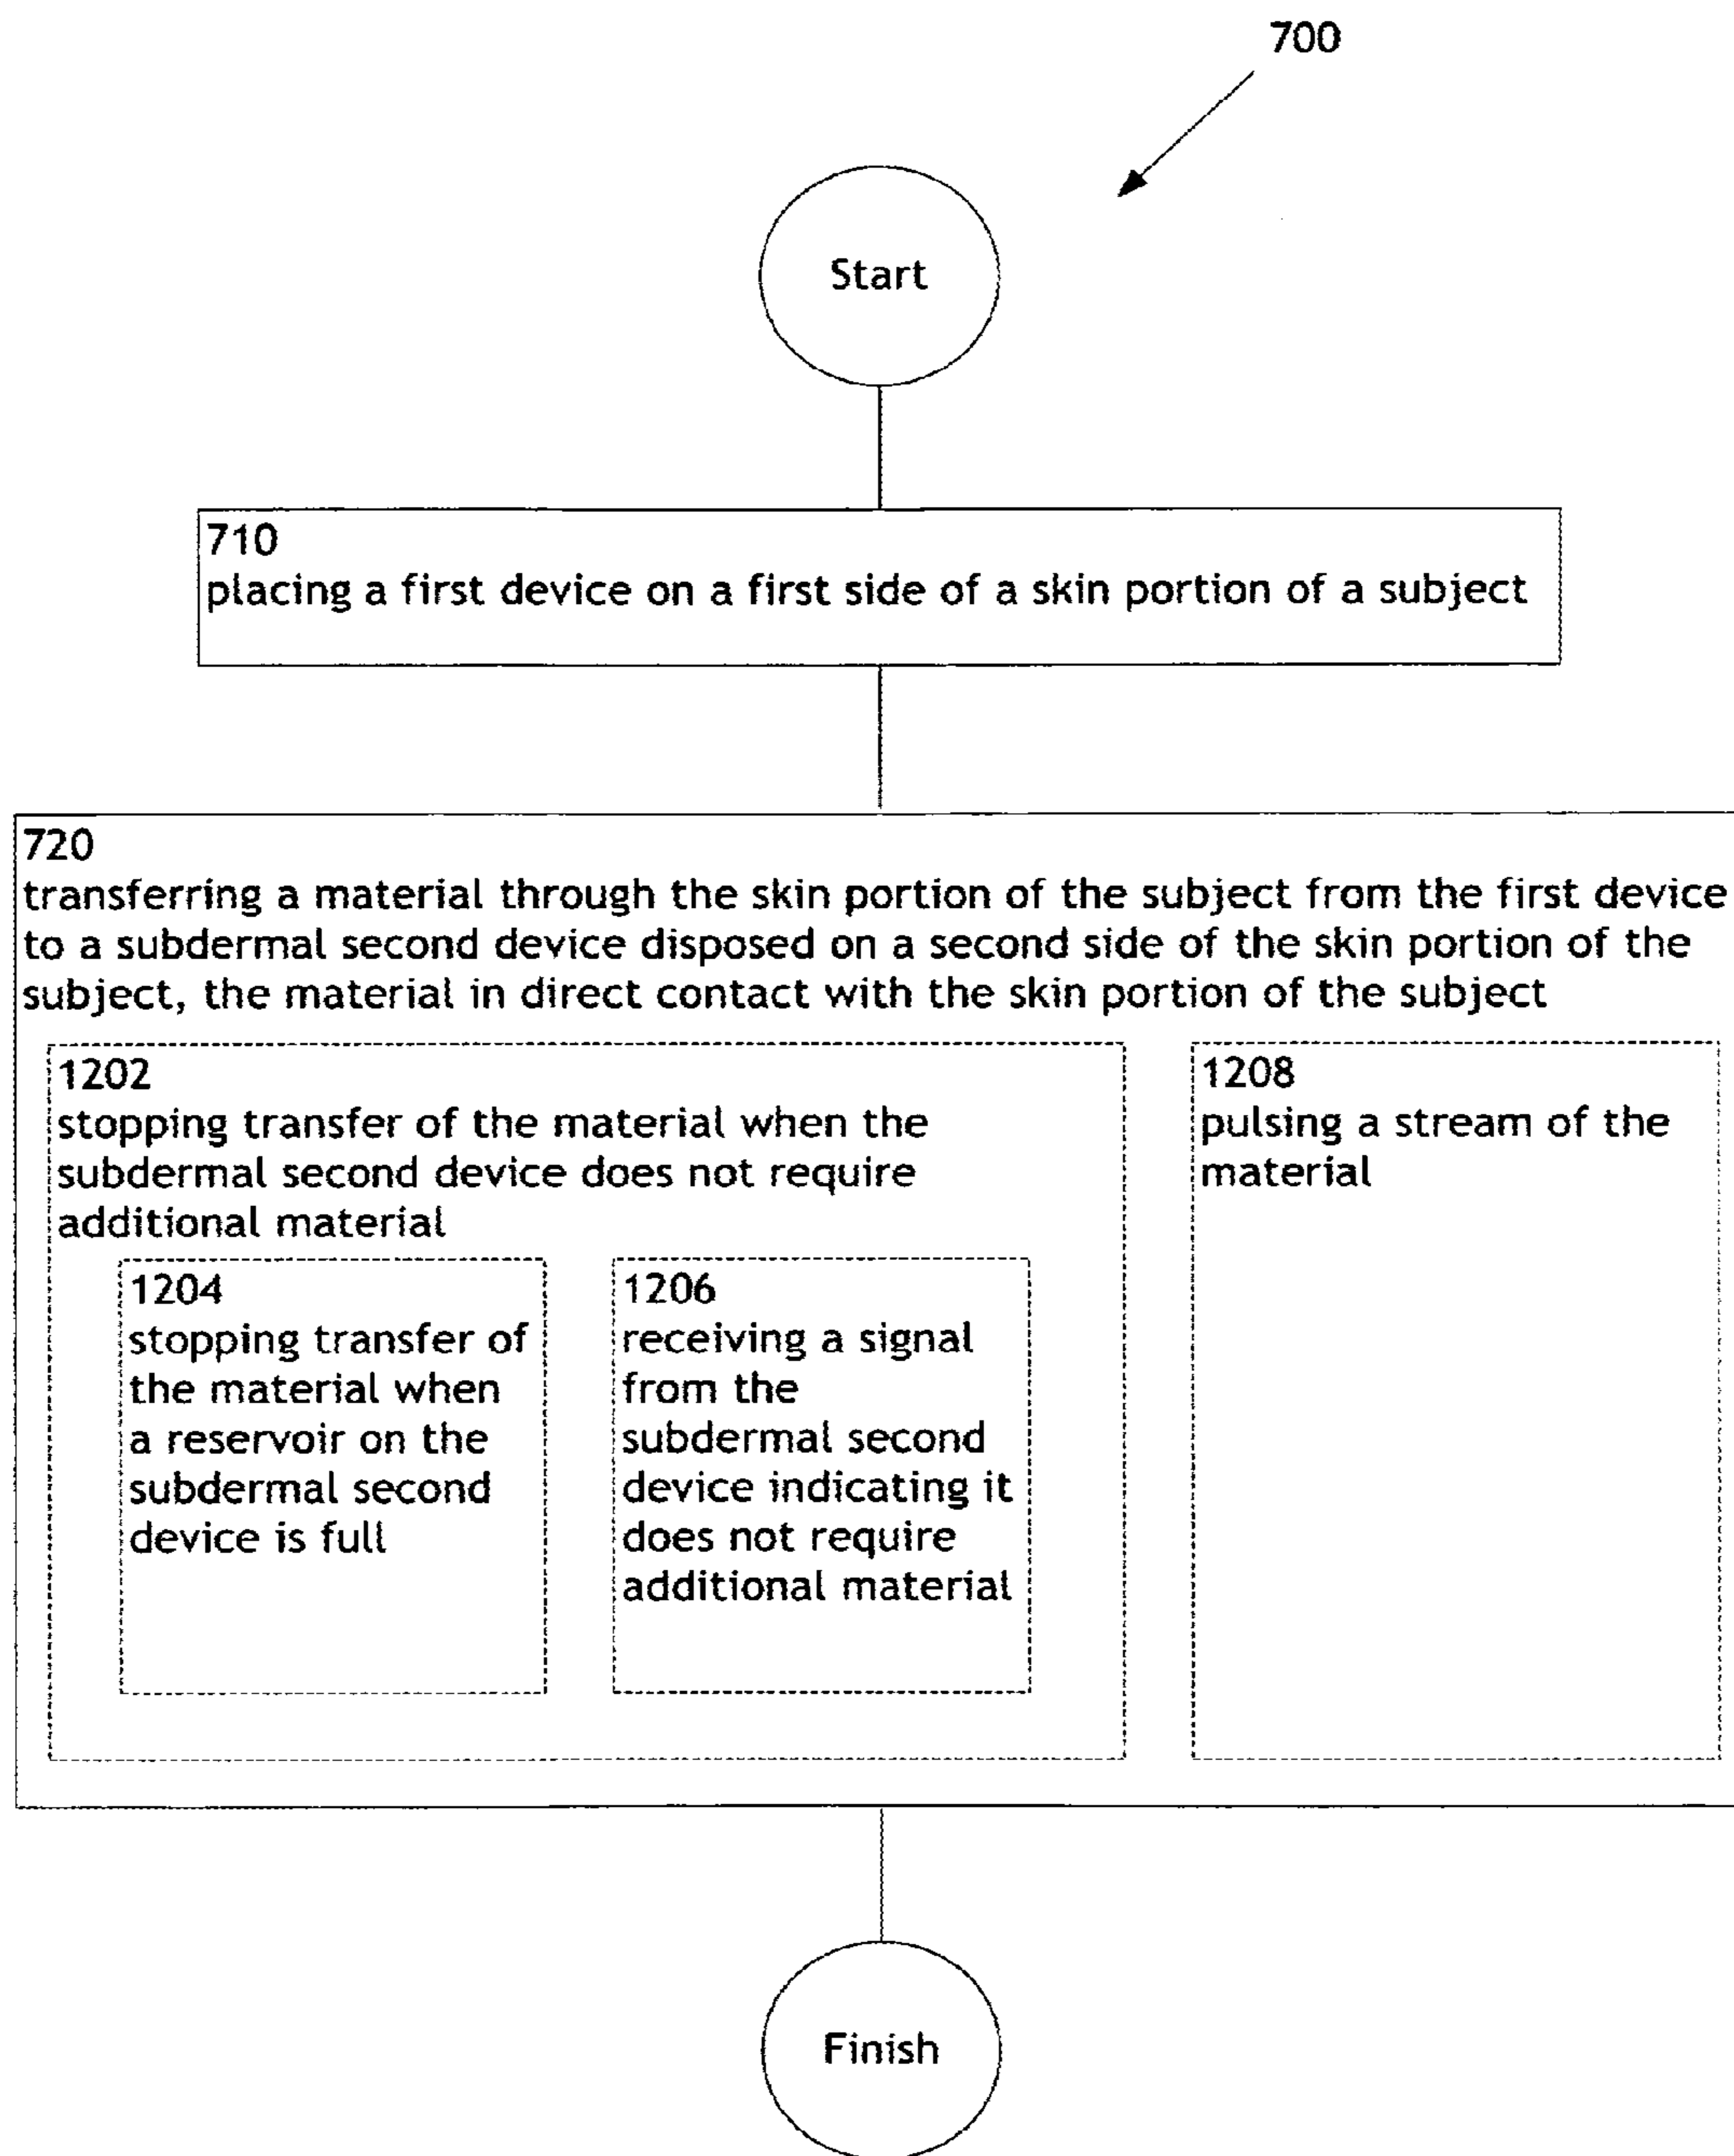 700
Start
710
placing a first device on a first side of a skin portion of a subject
720
transferring a material through the skin portion of the subject from the first device
to a subdermal second device disposed on a second side of the skin portion of the
subject, the material in direct contact with the skin portion of the subject
1202
stopping transfer of the material when the
subdermal second device does not require
additional material
1204
stopping transfer of
the material when
a reservoir on the
subdermal second
device is full
1206
receiving a signal
from the
subdermal second
device indicating it
does not require
additional material
1208
pulsing a stream of the
material
Finish